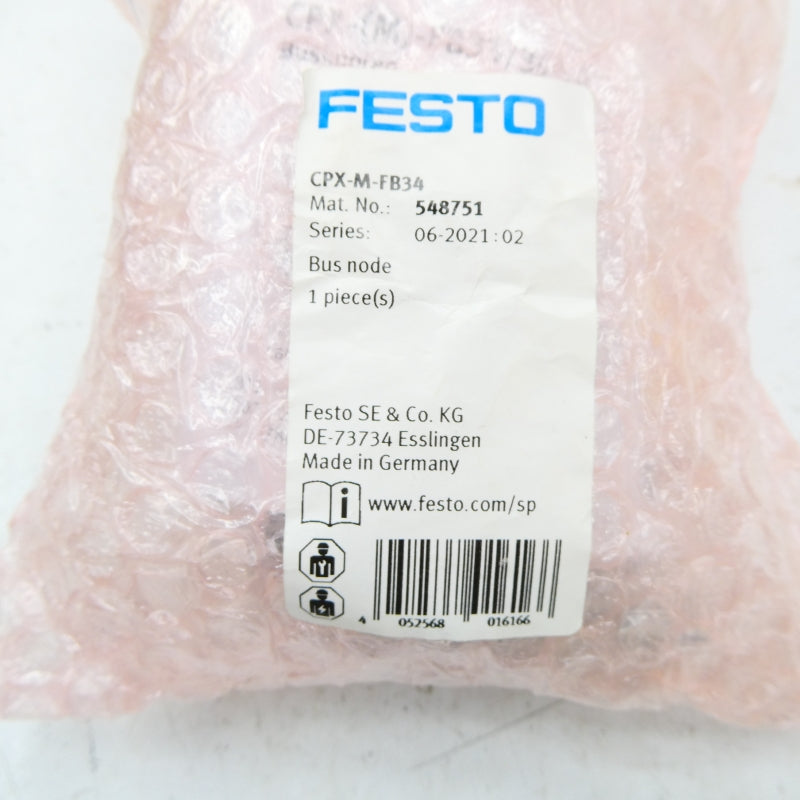 FESTO
CPX-M-FB34
Mat. No.: 548751
Series: 06-2021:02
Bus node
1 piece(s)
Festo SE & Co. KG
DE-73734 Esslingen
Made in Germany
i www.festo.com/sp
4 052568 016166